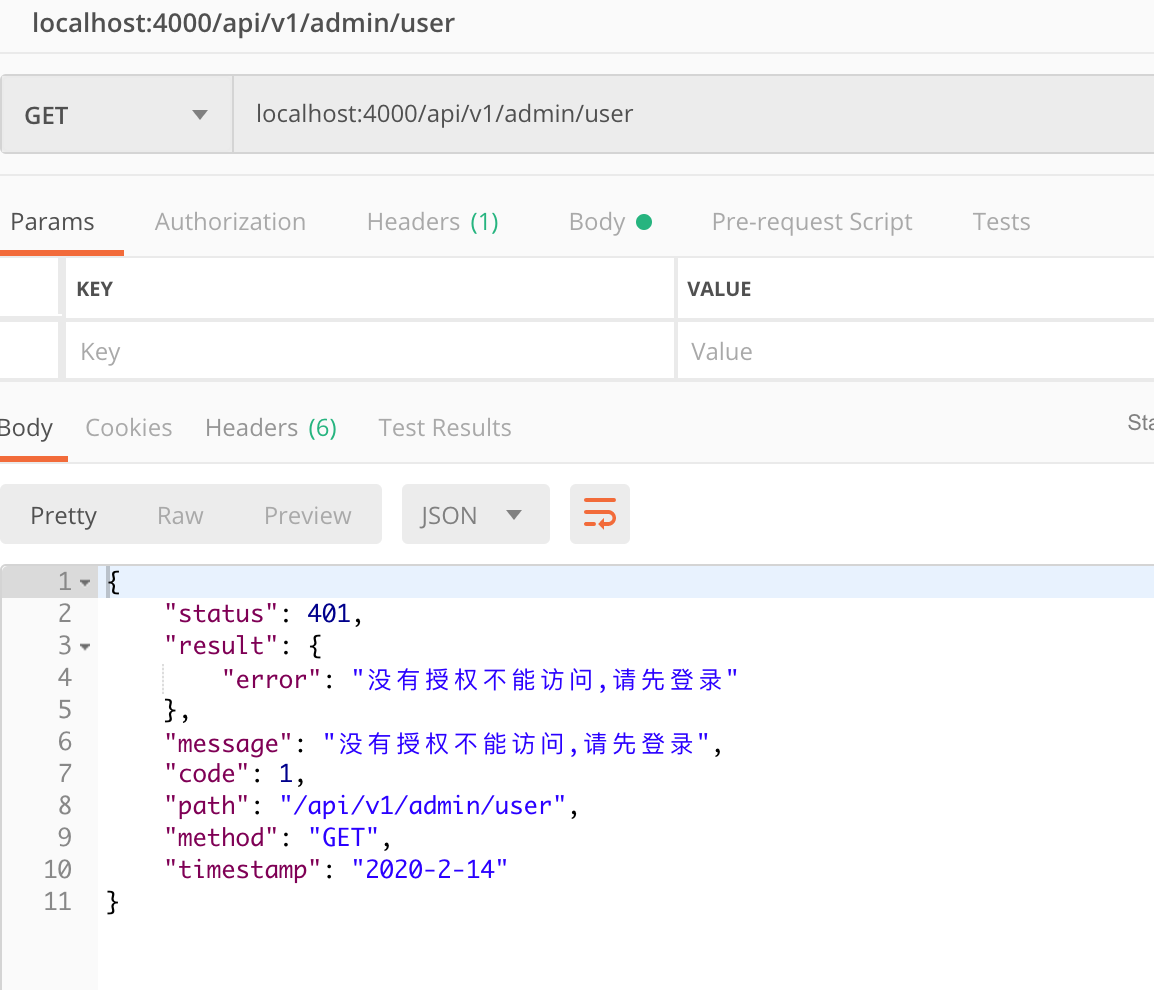 localhost:4000/api/v1/admin/user
GET localhost:4000/api/v1/admin/user
Params Authorization Headers (1) Body Pre-request Script Tests
KEY VALUE
Key Value
Body Cookies Headers (6) Test Results
Pretty Raw Preview JSON
1 {
2 "status": 401,
3 "result": {
4 "error": "没有授权不能访问,请先登录"
5 },
6 "message": "没有授权不能访问,请先登录",
7 "code": 1,
8 "path": "/api/v1/admin/user",
9 "method": "GET",
10 "timestamp": "2020-2-14"
11 }